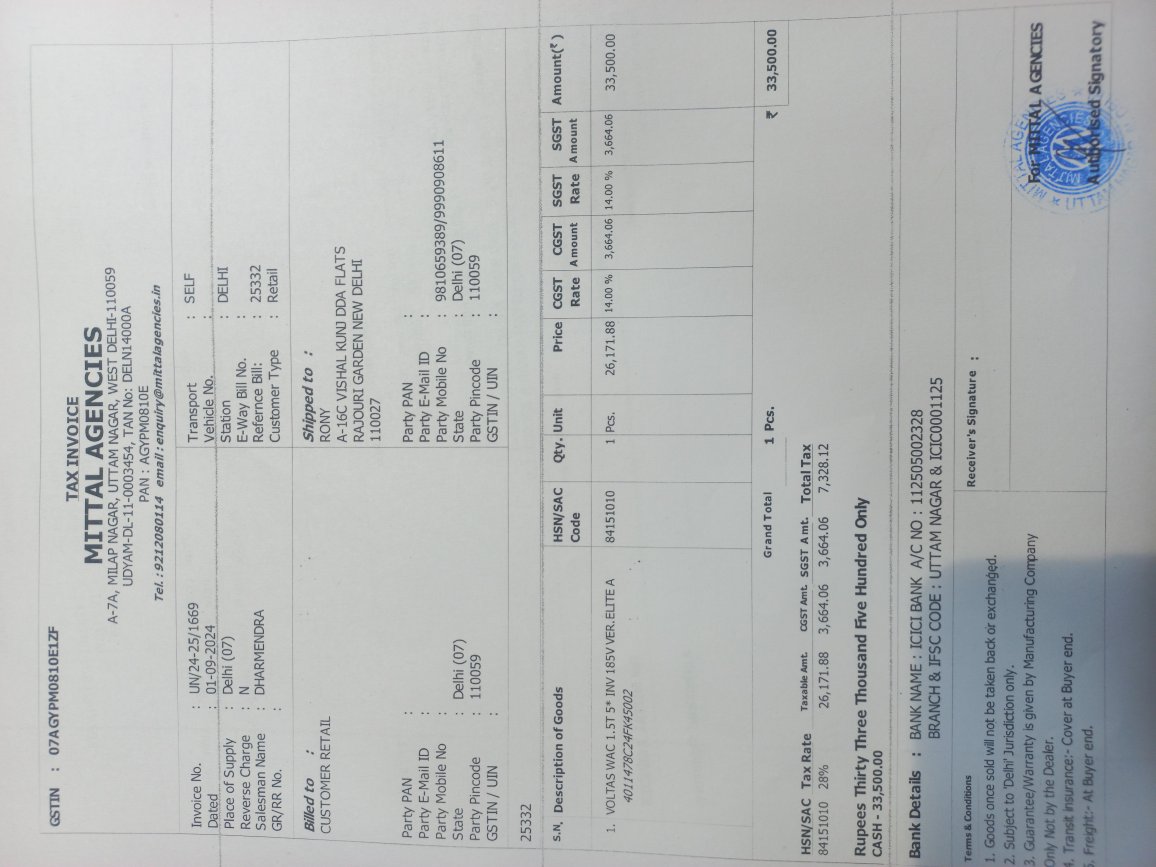 GSTIN : 07AGYPM0810E1ZF
TAX INVOICE
MITTAL AGENCIES
A-7A, MILAP NAGAR, UTTAM NAGAR, WEST DELHI-110059
UDYAM-DL-11-0003454, TAN No: DELN14000A
PAN : AGYPM0810E
Tel. : 9212080114 email : enquiry@mittalagencies.in
Invoice No. : UN/24-25/1669
Dated : 01-09-2024
Place of Supply : Delhi (07)
Reverse Charge : N
Salesman Name : DHARMENDRA
GR/RR No. :
Transport : SELF
Vehicle No. :
Station : DELHI
E-Way Bill No. :
Refernce Bill: : 25332
Customer Type : Retail
Billed to :
CUSTOMER RETAIL
Party PAN :
Party E-Mail ID :
Party Mobile No :
State : Delhi (07)
Party Pincode : 110059
GSTIN / UIN :
Shipped to :
RONY
A-16C VISHAL KUNJ DDA FLATS
RAJOURI GARDEN NEW DELHI
110027
Party PAN :
Party E-Mail ID :
Party Mobile No : 9810659389/9990908611
State : Delhi (07)
Party Pincode : 110059
GSTIN / UIN :
25332
S.N. Description of Goods HSN/SAC Code Qty. Unit Price CGST Rate CGST Amount SGST Rate SGST Amount Amount(₹)
1. VOLTAS WAC 1.5T 5* INV 185V VER.ELITE A 84151010 1 Pcs. 26,171.88 14.00 % 3,664.06 14.00 % 3,664.06 33,500.00
4011478C24FK45002
Grand Total 1 Pcs. ₹ 33,500.00
HSN/SAC Tax Rate Taxable Amt. CGST Amt. SGST Amt. Total Tax
84151010 28% 26,171.88 3,664.06 3,664.06 7,328.12
Rupees Thirty Three Thousand Five Hundred Only
CASH - 33,500.00
Bank Details : BANK NAME : ICICI BANK A/C NO : 112505002328
BRANCH & IFSC CODE : UTTAM NAGAR & ICIC0001125
Terms & Conditions
1. Goods once sold will not be taken back or exchanged.
2. Subject to 'Delhi' Jurisdiction only.
3. Guarantee/Warranty is given by Manufacturing Company
Only Not by the Dealer.
4. Transit insurance:- Cover at Buyer end.
5. Freight:- At Buyer end.
Receiver's Signature :
For MITTAL AGENCIES
MITTAL AGENCIES
Authorised Signatory